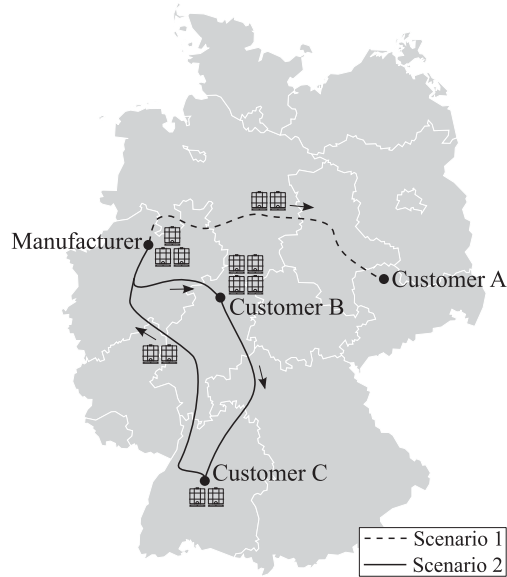 Manufacturer
Customer A
Customer B
Customer C
Scenario 1
Scenario 2